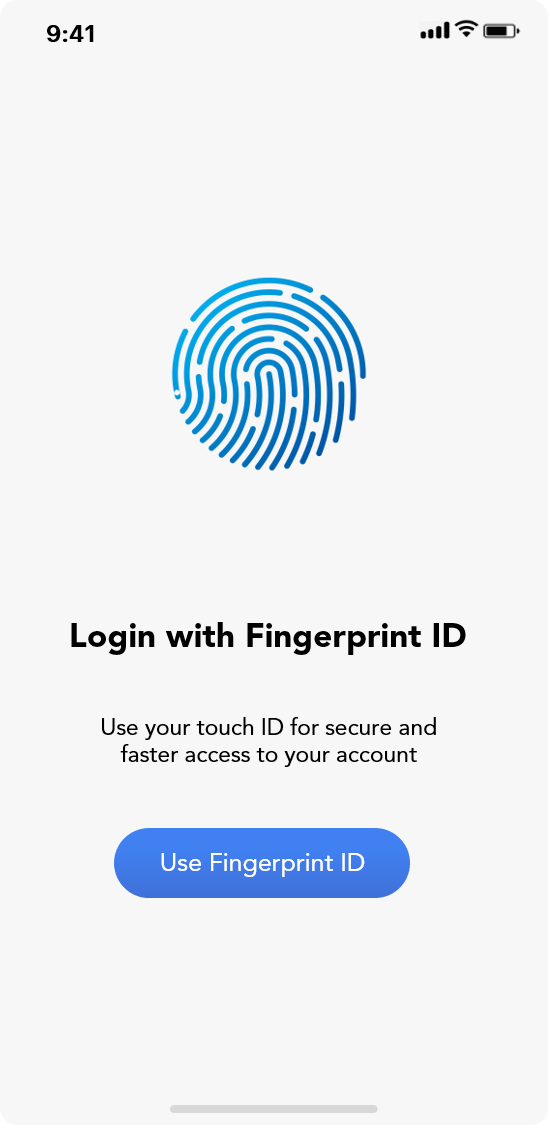 9:41
Login with Fingerprint ID
Use your touch ID for secure and
faster access to your account
Use Fingerprint ID